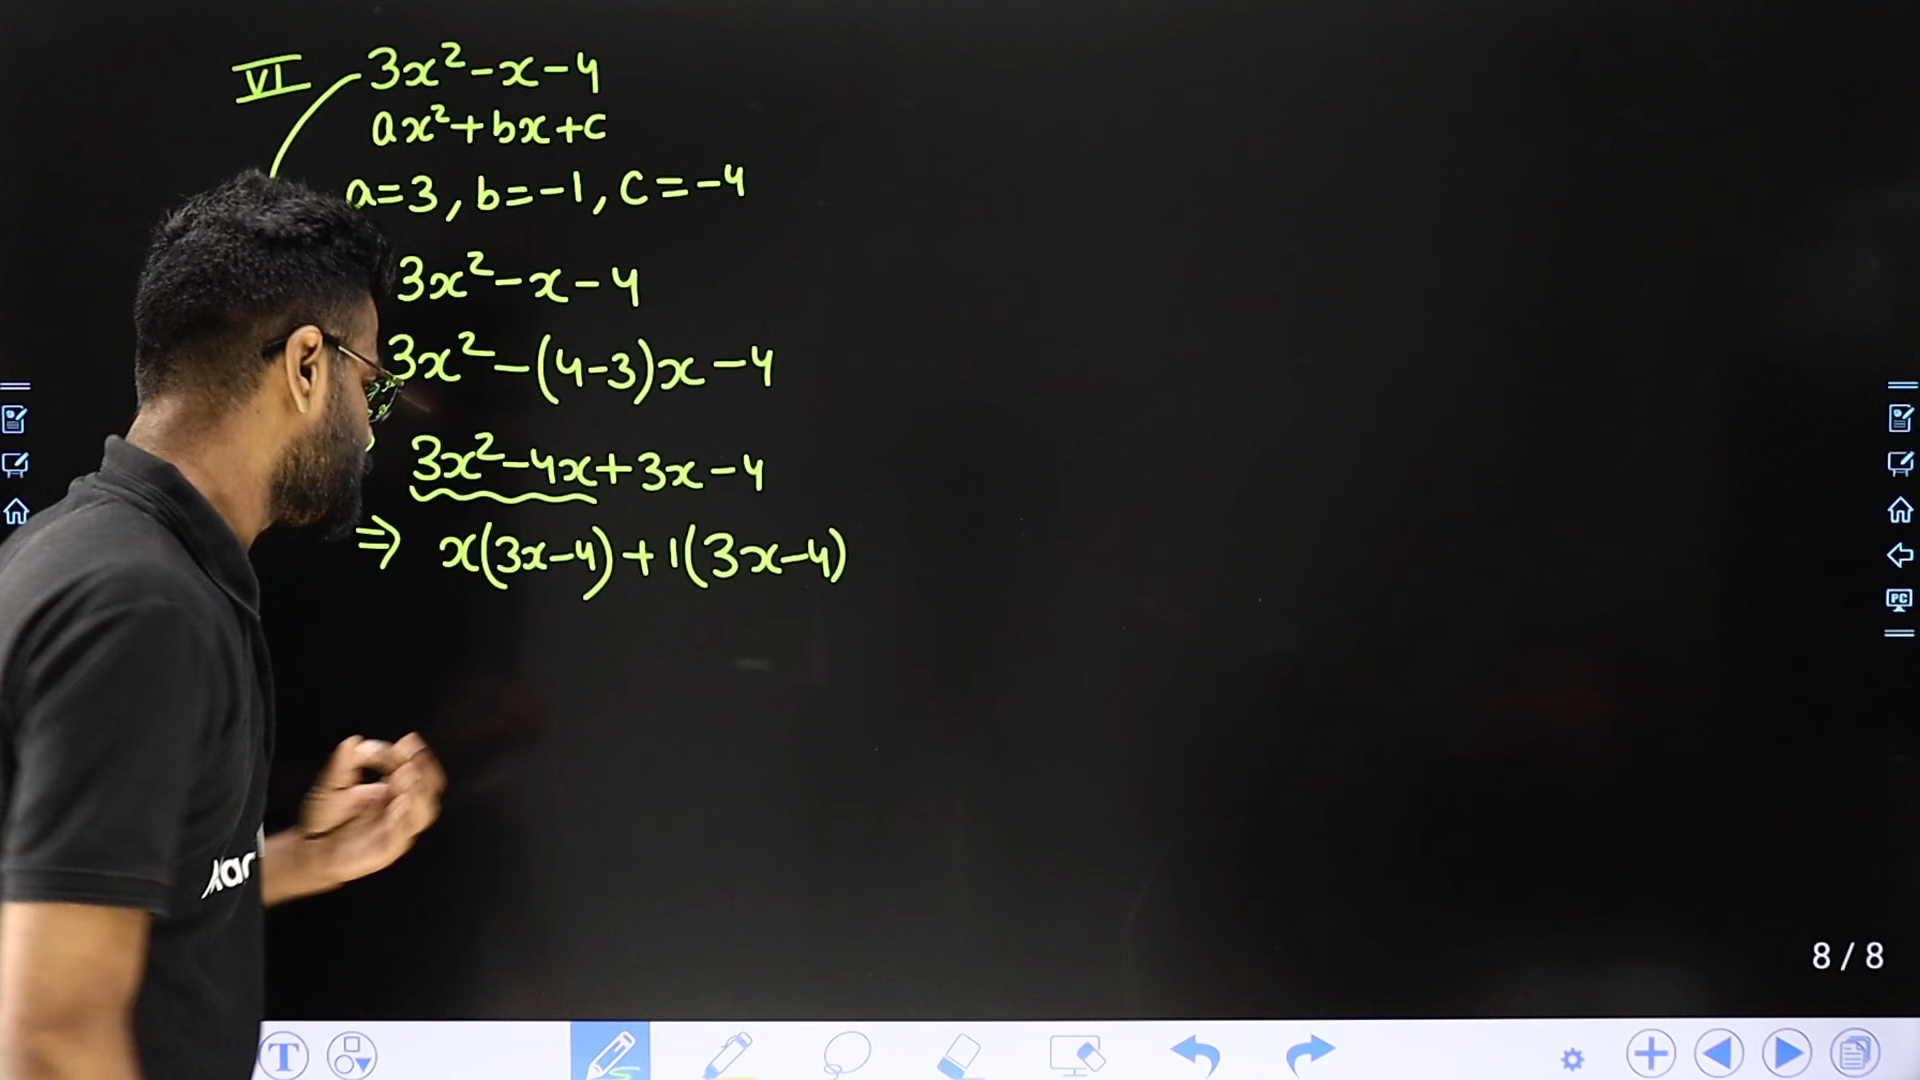 VI 3x²-x-4
ax²+bx+c
a=3, b=-1, c=-4
3x²-x-4
3x²-(4-3)x-4
3x²-4x+3x-4
⇒ x(3x-4)+1(3x-4)
PC
8 / 8
T